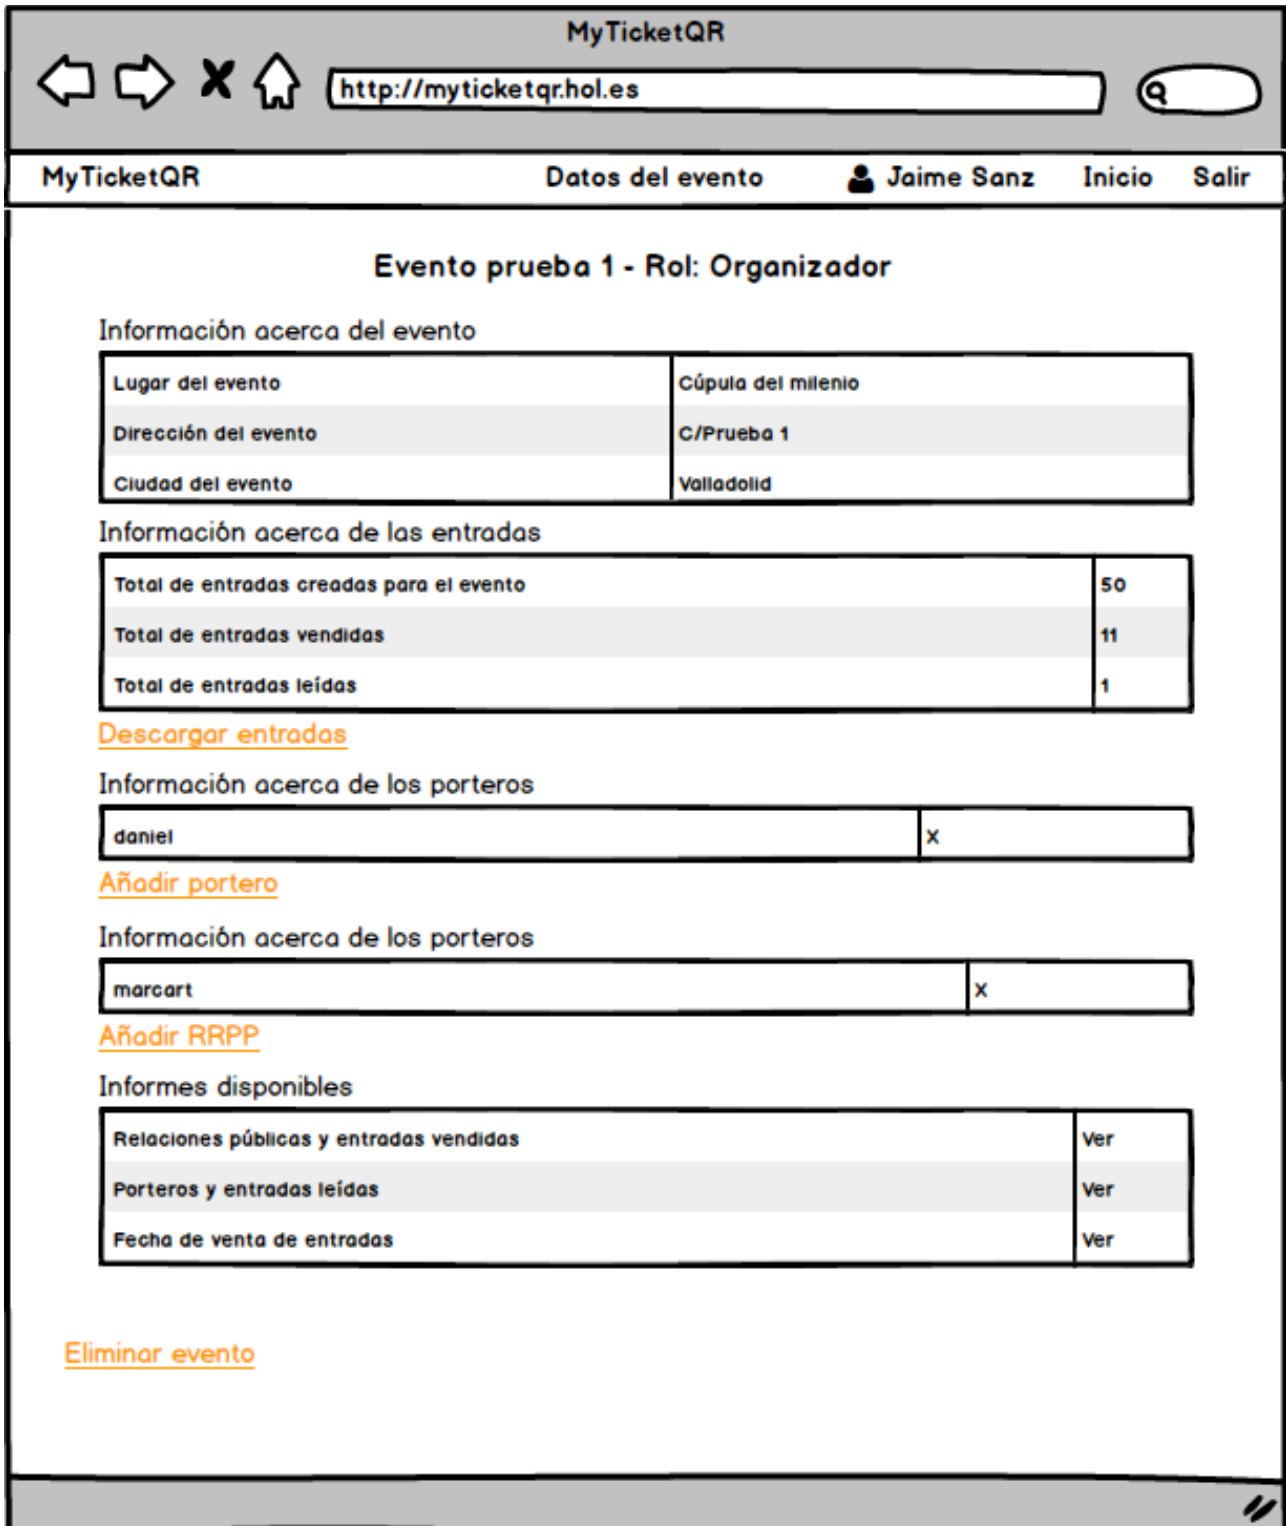 MyTicketQR
http://myticketqr.hol.es
MyTicketQR Datos del evento Jaime Sanz Inicio Salir
Evento prueba 1 - Rol: Organizador
Información acerca del evento
Lugar del evento Cúpula del milenio
Dirección del evento C/Prueba 1
Ciudad del evento Valladolid
Información acerca de las entradas
Total de entradas creadas para el evento 50
Total de entradas vendidas 11
Total de entradas leídas 1
Descargar entradas
Información acerca de los porteros
daniel X
Añadir portero
Información acerca de los porteros
marcart X
Añadir RRPP
Informes disponibles
Relaciones públicas y entradas vendidas Ver
Porteros y entradas leídas Ver
Fecha de venta de entradas Ver
Eliminar evento